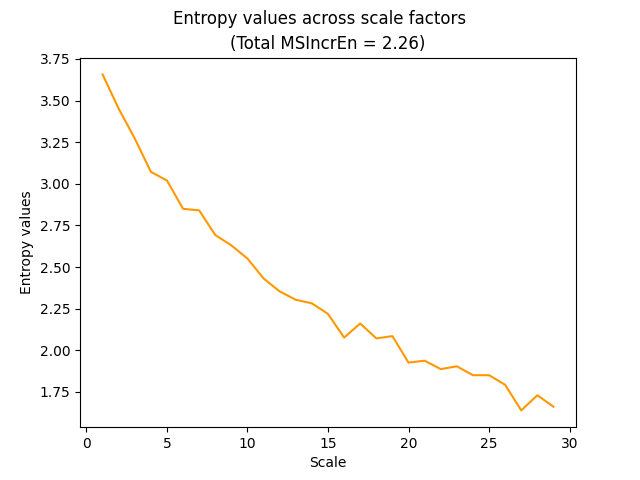 Entropy values across scale factors
(Total MSIncrEn = 2.26)
3.75
3.50
3.25
3.00
2.75
2.50
2.25
2.00
1.75
Entropy values
0 5 10 15 20 25 30
Scale